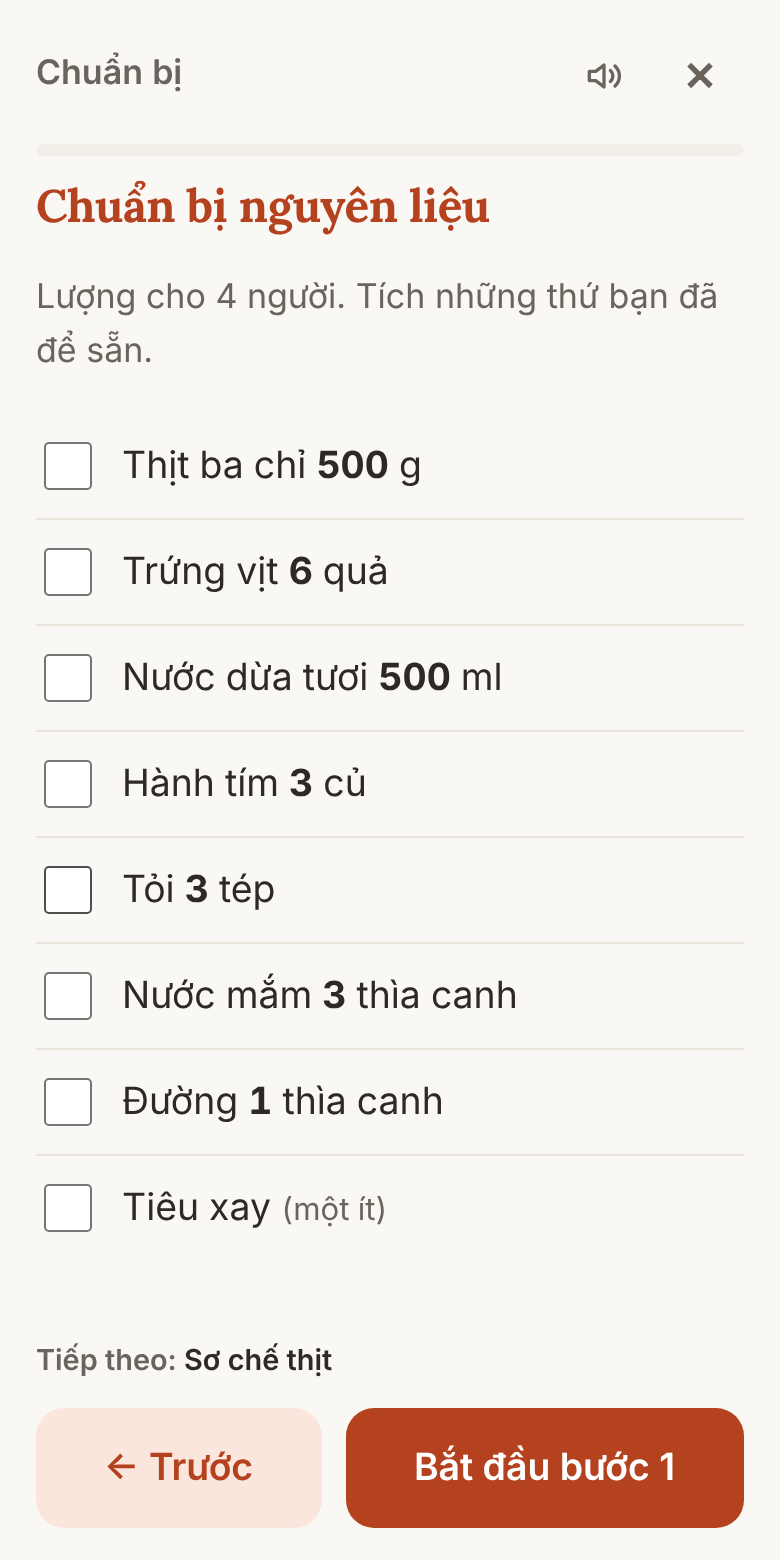 Chuẩn bị
Chuẩn bị nguyên liệu
Lượng cho 4 người. Tích những thứ bạn đã
để sẵn.
Thịt ba chỉ 500 g
Trứng vịt 6 quả
Nước dừa tươi 500 ml
Hành tím 3 củ
Tỏi 3 tép
Nước mắm 3 thìa canh
Đường 1 thìa canh
Tiêu xay (một ít)
Tiếp theo: Sơ chế thịt
← Trước
Bắt đầu bước 1